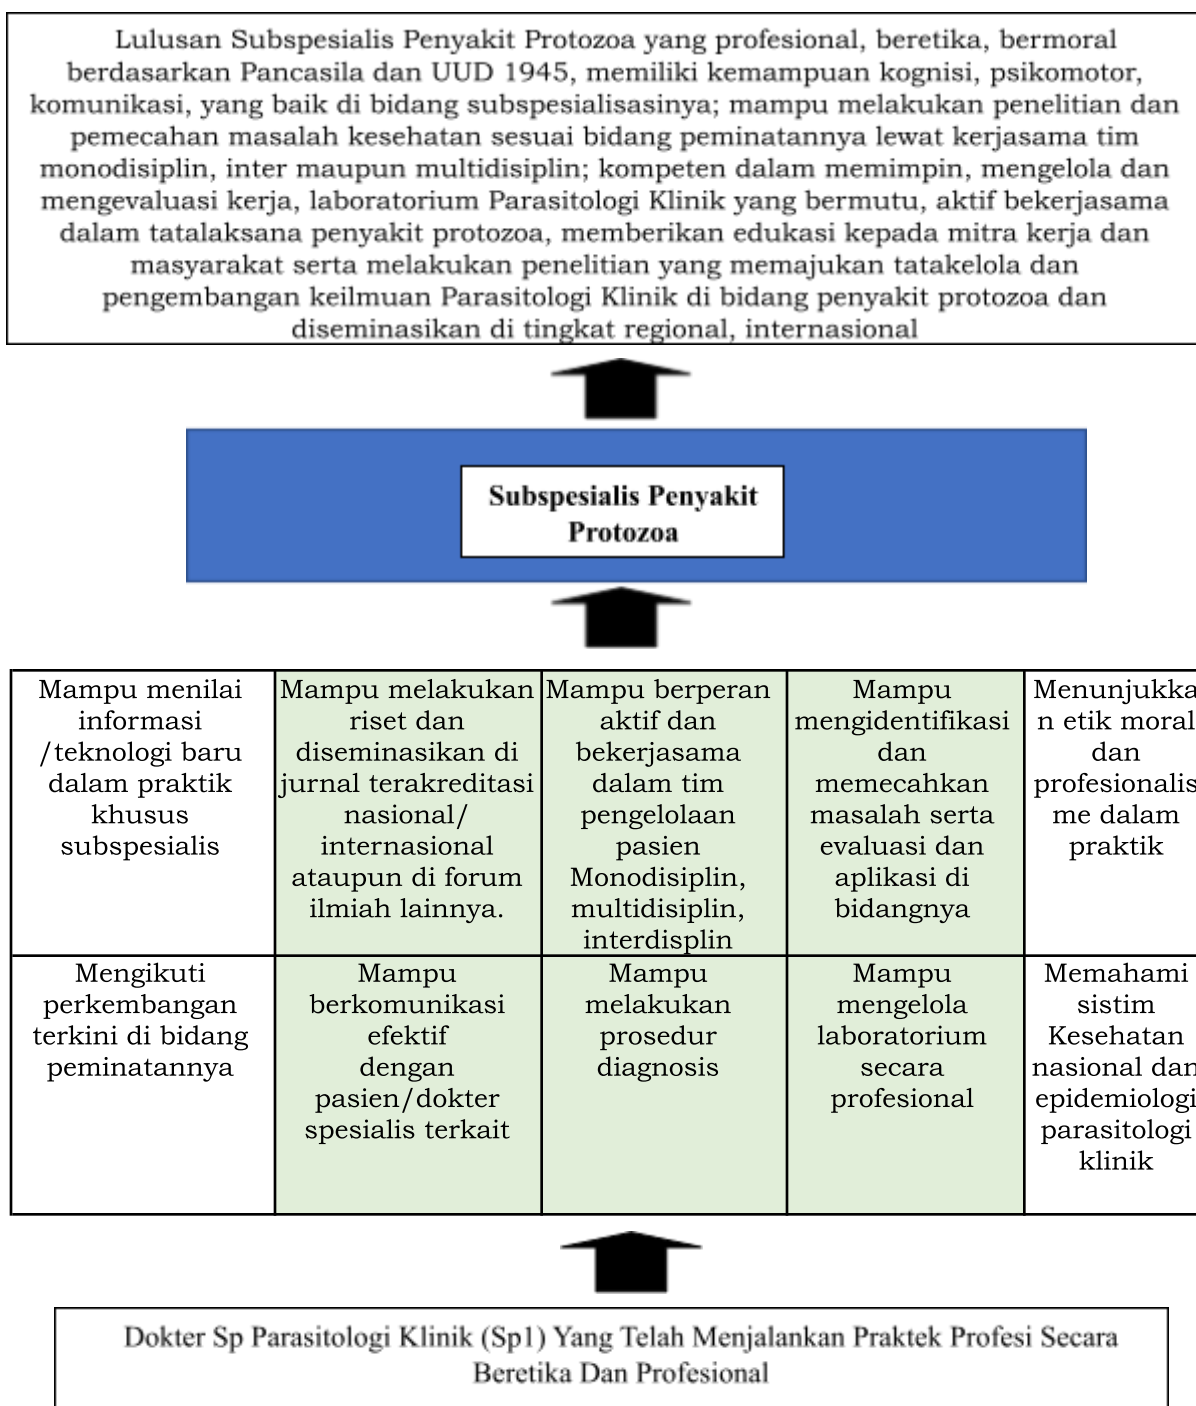 Lulusan Subspesialis Penyakit Protozoa yang profesional, beretika, bermoral
berdasarkan Pancasila dan UUD 1945, memiliki kemampuan kognisi, psikomotor,
komunikasi, yang baik di bidang subspesialisasinya; mampu melakukan penelitian dan
pemecahan masalah kesehatan sesuai bidang peminatannya lewat kerjasama tim
monodisiplin, inter maupun multidisiplin; kompeten dalam memimpin, mengelola dan
mengevaluasi kerja, laboratorium Parasitologi Klinik yang bermutu, aktif bekerjasama
dalam tatalaksana penyakit protozoa, memberikan edukasi kepada mitra kerja dan
masyarakat serta melakukan penelitian yang memajukan tatakelola dan
pengembangan keilmuan Parasitologi Klinik di bidang penyakit protozoa dan
diseminasikan di tingkat regional, internasional
Subspesialis Penyakit
Protozoa
Mampu menilai
informasi
/teknologi baru
dalam praktik
khusus
subspesialis
Mampu melakukan
riset dan
diseminasikan di
jurnal terakreditasi
nasional/
internasional
ataupun di forum
ilmiah lainnya.
Mampu berperan
aktif dan
bekerjasama
dalam tim
pengelolaan
pasien
Monodisiplin,
multidisiplin,
interdisplin
Mampu
mengidentifikasi
dan
memecahkan
masalah serta
evaluasi dan
aplikasi di
bidangnya
Menunjukka
n etik moral
dan
profesionalis
me dalam
praktik
Mengikuti
perkembangan
terkini di bidang
peminatannya
Mampu
berkomunikasi
efektif
dengan
pasien/dokter
spesialis terkait
Mampu
melakukan
prosedur
diagnosis
Mampu
mengelola
laboratorium
secara
profesional
Memahami
sistim
Kesehatan
nasional dan
epidemiologi
parasitologi
klinik
Dokter Sp Parasitologi Klinik (Sp1) Yang Telah Menjalankan Praktek Profesi Secara
Beretika Dan Profesional